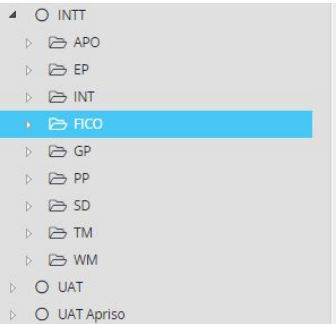 INTT
APO
EP
INT
FICO
GP
PP
SD
TM
WM
UAT
UAT Apriso